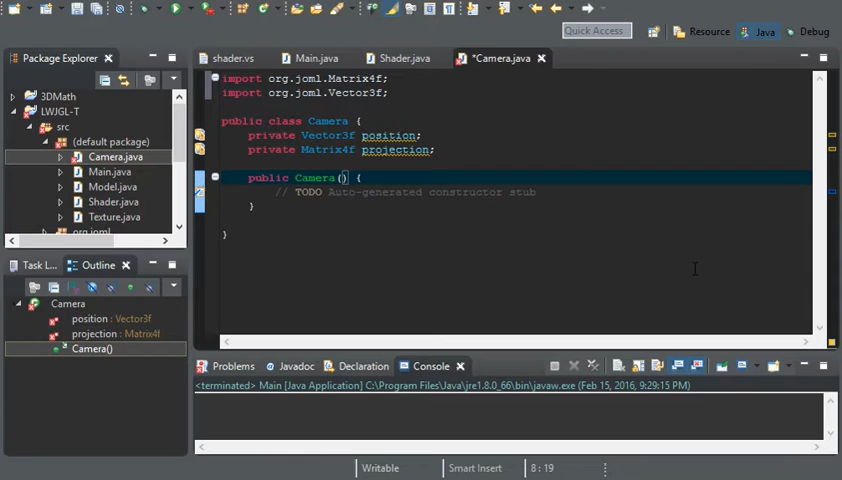 Quick Access
Resource
Java
Debug
Package Explorer
shader.vs
Main.java
Shader.java
*Camera.java
3DMath
LWJGL-T
src
(default package)
Camera.java
Main.java
Model.java
Shader.java
Texture.java
org.joml
import org.joml.Matrix4f;
import org.joml.Vector3f;
public class Camera {
private Vector3f position;
private Matrix4f projection;
public Camera() {
// TODO Auto-generated constructor stub
}
}
Task L...
Outline
Camera
position : Vector3f
projection : Matrix4f
Camera()
Problems
Javadoc
Declaration
Console
<terminated> Main [Java Application] C:\Program Files\Java\jre1.8.0_66\bin\javaw.exe (Feb 15, 2016, 9:29:15 PM)
Writable
Smart Insert
8 : 19